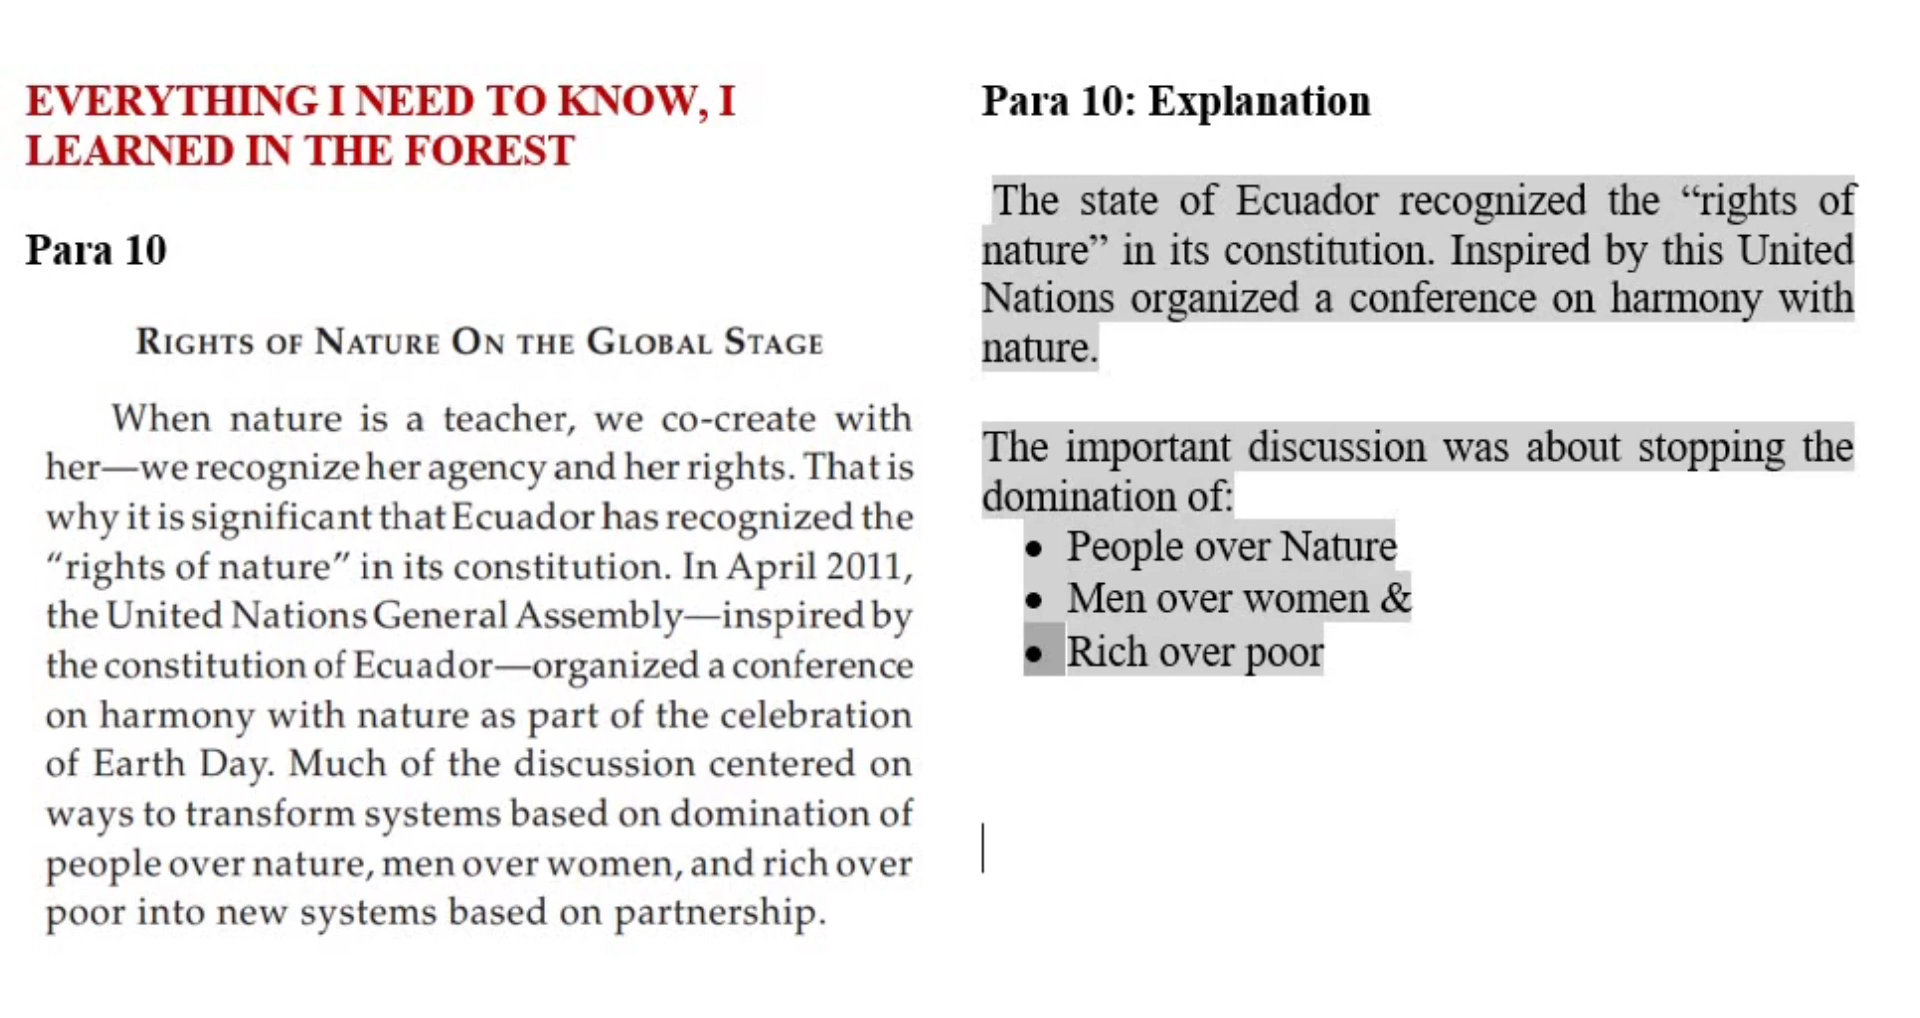 EVERYTHING I NEED TO KNOW, I
LEARNED IN THE FOREST
Para 10
RIGHTS OF NATURE ON THE GLOBAL STAGE
When nature is a teacher, we co-create with
her—we recognize her agency and her rights. That is
why it is significant that Ecuador has recognized the
“rights of nature” in its constitution. In April 2011,
the United Nations General Assembly—inspired by
the constitution of Ecuador—organized a conference
on harmony with nature as part of the celebration
of Earth Day. Much of the discussion centered on
ways to transform systems based on domination of
people over nature, men over women, and rich over
poor into new systems based on partnership.
Para 10: Explanation
The state of Ecuador recognized the “rights of
nature” in its constitution. Inspired by this United
Nations organized a conference on harmony with
nature.
The important discussion was about stopping the
domination of:
• People over Nature
• Men over women &
• Rich over poor